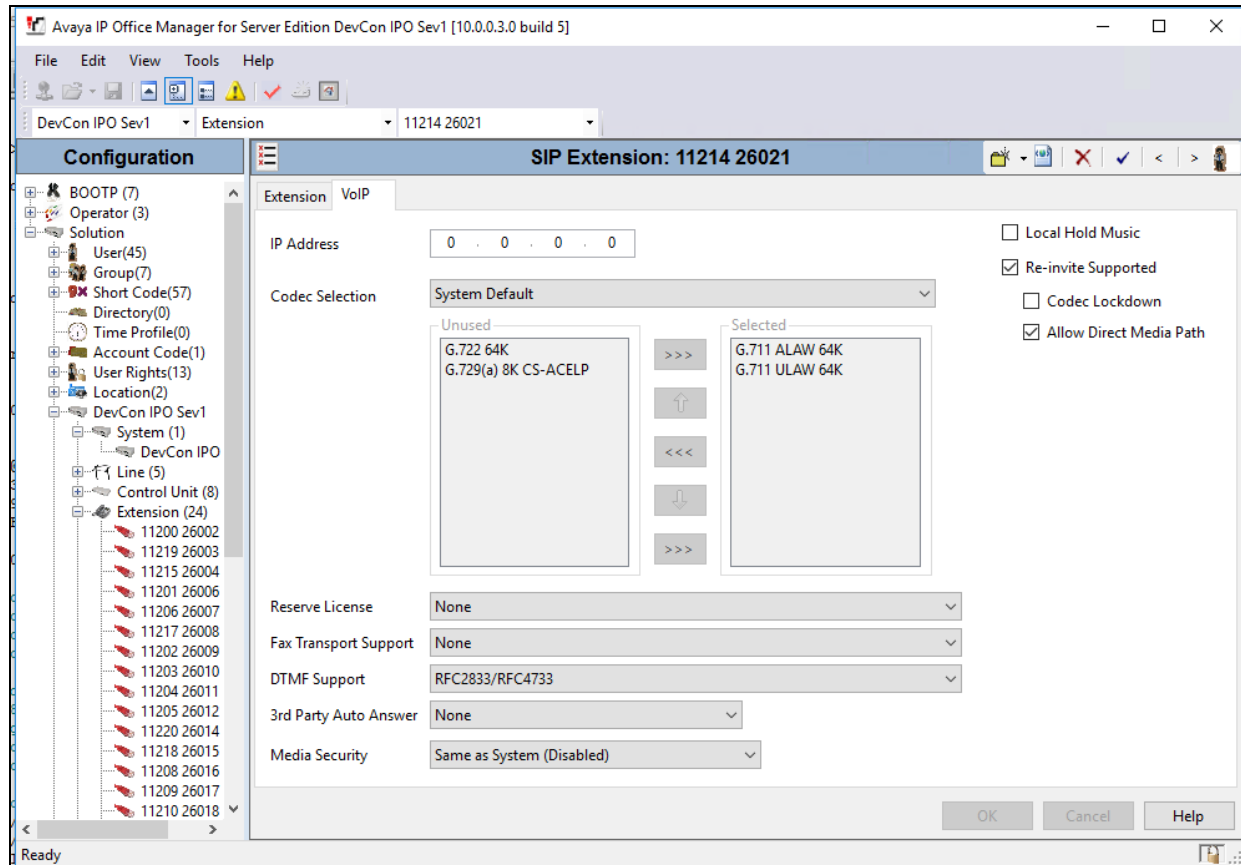 Avaya IP Office Manager for Server Edition DevCon IPO Sev1 [10.0.0.3.0 build 5]
File Edit View Tools Help
DevCon IPO Sev1 Extension 11214 26021
Configuration
BOOTP (7)
Operator (3)
Solution
User(45)
Group(7)
Short Code(57)
Directory(0)
Time Profile(0)
Account Code(1)
User Rights(13)
Location(2)
DevCon IPO Sev1
System (1)
DevCon IPO
Line (5)
Control Unit (8)
Extension (24)
11200 26002
11219 26003
11215 26004
11201 26006
11206 26007
11217 26008
11202 26009
11203 26010
11204 26011
11205 26012
11220 26014
11218 26015
11208 26016
11209 26017
11210 26018
SIP Extension: 11214 26021
Extension VoIP
IP Address 0 . 0 . 0 . 0
Codec Selection System Default
Unused
G.722 64K
G.729(a) 8K CS-ACELP
>>>
<<<
>>>
Selected
G.711 ALAW 64K
G.711 ULAW 64K
Reserve License None
Fax Transport Support None
DTMF Support RFC2833/RFC4733
3rd Party Auto Answer None
Media Security Same as System (Disabled)
Local Hold Music
Re-invite Supported
Codec Lockdown
Allow Direct Media Path
OK Cancel Help
Ready